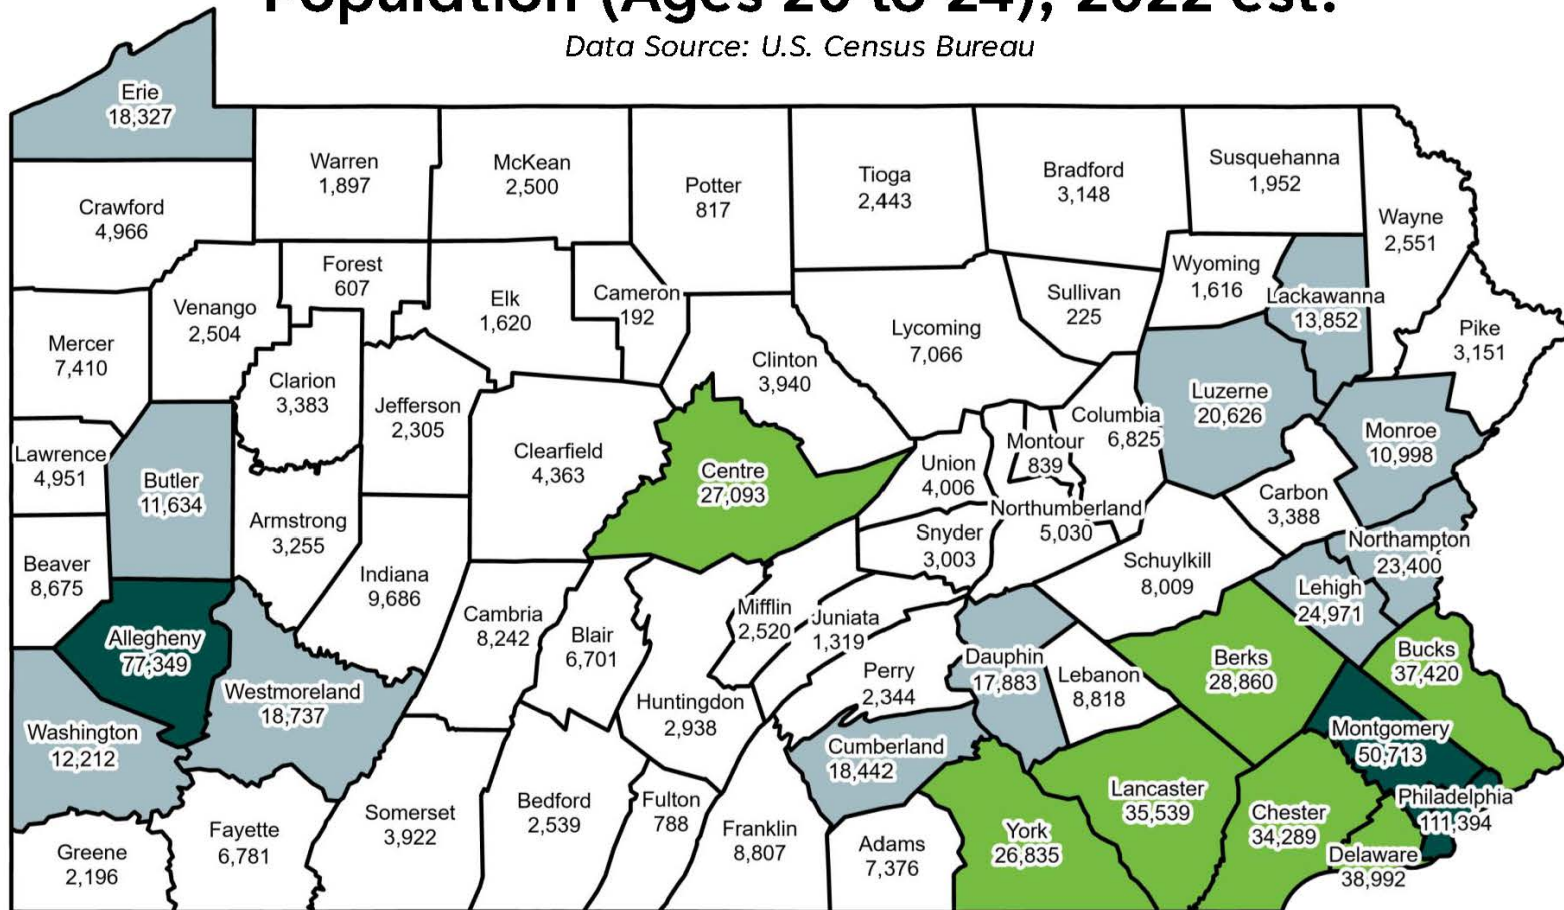 Population (Ages 20 to 24), 2022 est.
Data Source: U.S. Census Bureau
Erie
18,327
Warren
1,897
McKean
2,500
Potter
817
Tioga
2,443
Bradford
3,148
Susquehanna
1,952
Wayne
2,551
Crawford
4,966
Forest
607
Venango
2,504
Elk
1,620
Cameron
192
Wyoming
1,616
Sullivan
225
Lackawanna
13,852
Mercer
7,410
Clarion
3,383
Jefferson
2,305
Clinton
3,940
Lycoming
7,066
Pike
3,151
Luzerne
20,626
Columbia
6,825
Monroe
10,998
Lawrence
4,951
Butler
11,634
Clearfield
4,363
Centre
27,093
Union
4,006
Montour
839
Carbon
3,388
Armstrong
3,255
Northumberland
5,030
Snyder
3,003
Northampton
23,400
Beaver
8,675
Indiana
9,686
Schuylkill
8,009
Lehigh
24,971
Allegheny
77,349
Cambria
8,242
Blair
6,701
Mifflin
2,520
Juniata
1,319
Dauphin
17,883
Berks
28,860
Bucks
37,420
Westmoreland
18,737
Huntingdon
2,938
Perry
2,344
Lebanon
8,818
Washington
12,212
Cumberland
18,442
Montgomery
50,713
Somerset
3,922
Bedford
2,539
Fulton
788
Lancaster
35,539
Philadelphia
111,394
Greene
2,196
Fayette
6,781
Franklin
8,807
Adams
7,376
York
26,835
Chester
34,289
Delaware
38,992